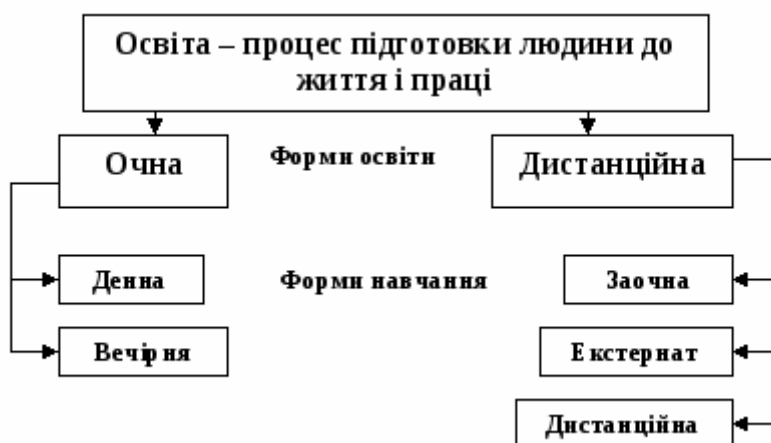 Освіта – процес підготовки людини до
життя і праці
Очна
Форми освіти
Дистанційна
Денна
Форми навчання
Заочна
Вечірня
Екстернат
Дистанційна